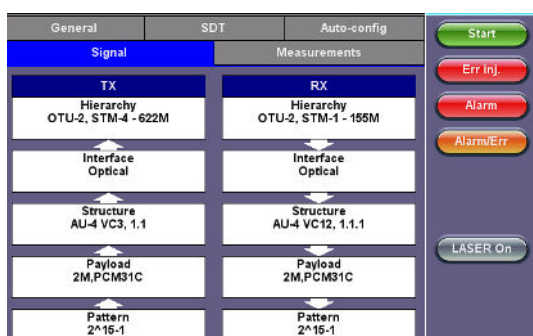 General SDT Auto-config
Signal Measurements
TX
Hierarchy
OTU-2, STM-4 - 622M
Interface
Optical
Structure
AU-4 VC3, 1.1
Payload
2M,PCM31C
Pattern
2^15-1
RX
Hierarchy
OTU-2, STM-1 - 155M
Interface
Optical
Structure
AU-4 VC12, 1.1.1
Payload
2M,PCM31C
Pattern
2^15-1
Start
Err inj.
Alarm
Alarm/Err
LASER On